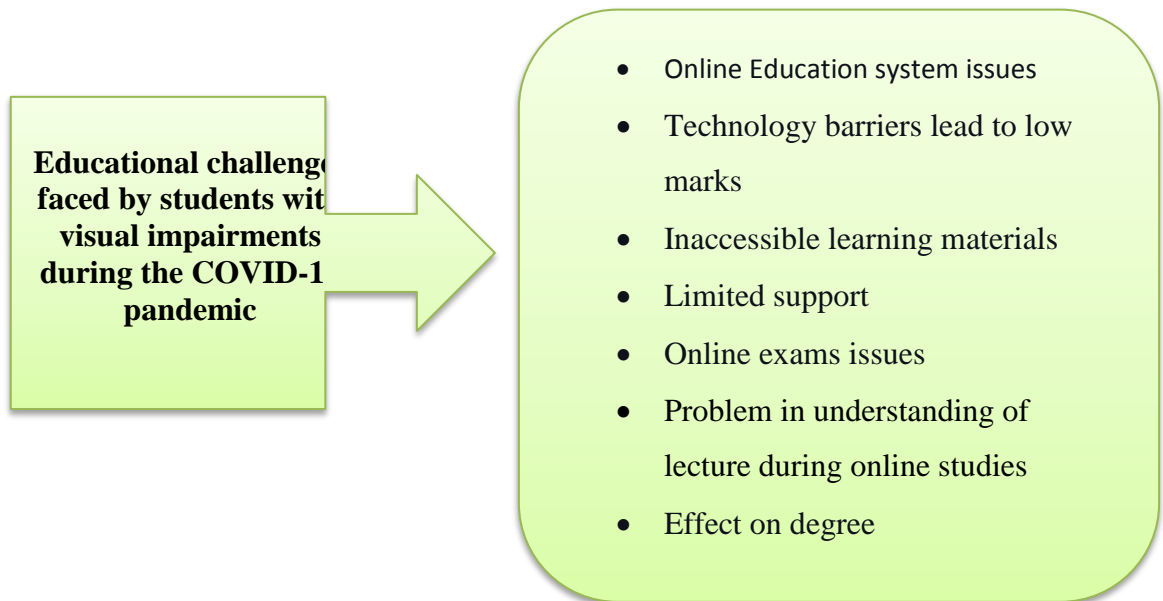 Educational challenge
faced by students wit
visual impairments
during the COVID-1
pandemic
• Online Education system issues
• Technology barriers lead to low
marks
• Inaccessible learning materials
• Limited support
• Online exams issues
• Problem in understanding of
lecture during online studies
• Effect on degree